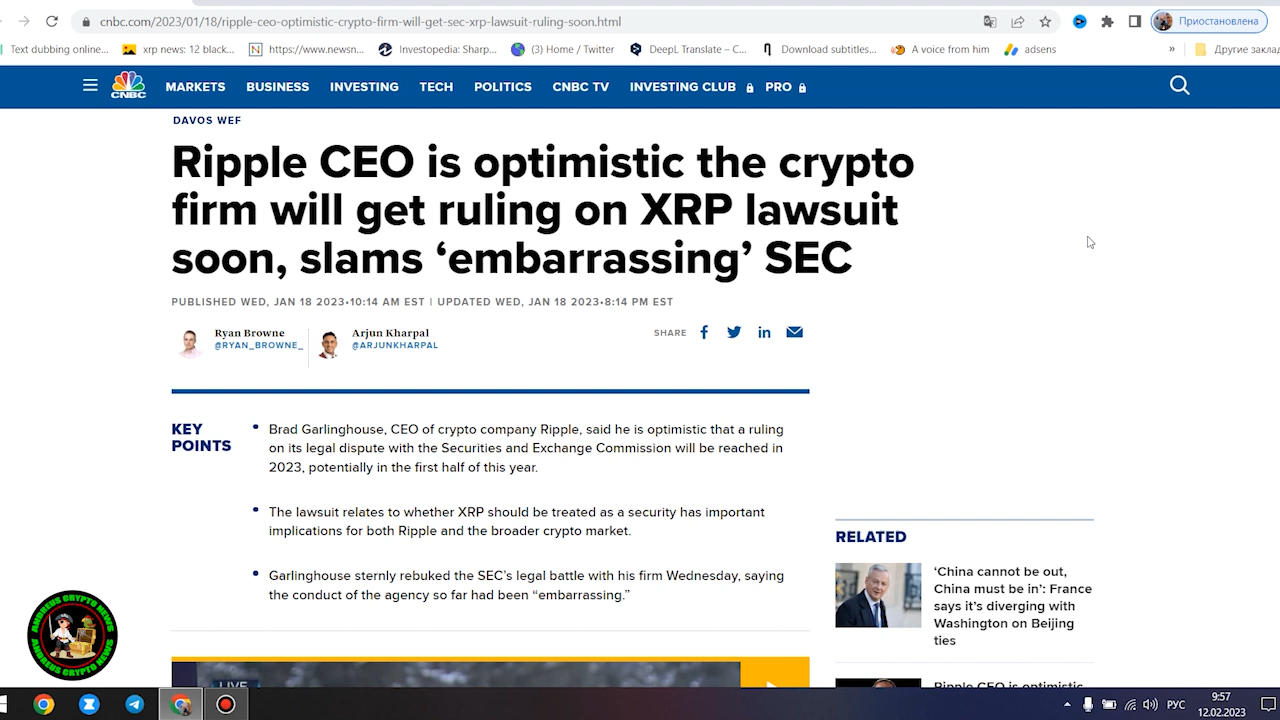 cnbc.com/2023/01/18/ripple-ceo-optimistic-crypto-firm-will-get-sec-xrp-lawsuit-ruling-soon.html
Приостановлена
Text dubbing online...
xrp news: 12 black...
https://www.newsn...
Investopedia: Sharp...
(3) Home / Twitter
DeepL Translate – C...
Download subtitles...
A voice from him
adsens
»
Другие закла
CNBC
MARKETS
BUSINESS
INVESTING
TECH
POLITICS
CNBC TV
INVESTING CLUB
PRO
DAVOS WEF
Ripple CEO is optimistic the crypto
firm will get ruling on XRP lawsuit
soon, slams ‘embarrassing’ SEC
PUBLISHED WED, JAN 18 2023•10:14 AM EST | UPDATED WED, JAN 18 2023•8:14 PM EST
Ryan Browne
@RYAN_BROWNE_
Arjun Kharpal
@ARJUNKHARPAL
SHARE
KEY
POINTS
• Brad Garlinghouse, CEO of crypto company Ripple, said he is optimistic that a ruling
on its legal dispute with the Securities and Exchange Commission will be reached in
2023, potentially in the first half of this year.
• The lawsuit relates to whether XRP should be treated as a security has important
implications for both Ripple and the broader crypto market.
• Garlinghouse sternly rebuked the SEC’s legal battle with his firm Wednesday, saying
the conduct of the agency so far had been “embarrassing.”
RELATED
‘China cannot be out,
China must be in’: France
says it’s diverging with
Washington on Beijing
ties
Ripple CEO is optimistic
LIVE
ANDREUS CRYPTO NEWS
ANDREUS CRYPTO NEWS
РУС
9:57
12.02.2023